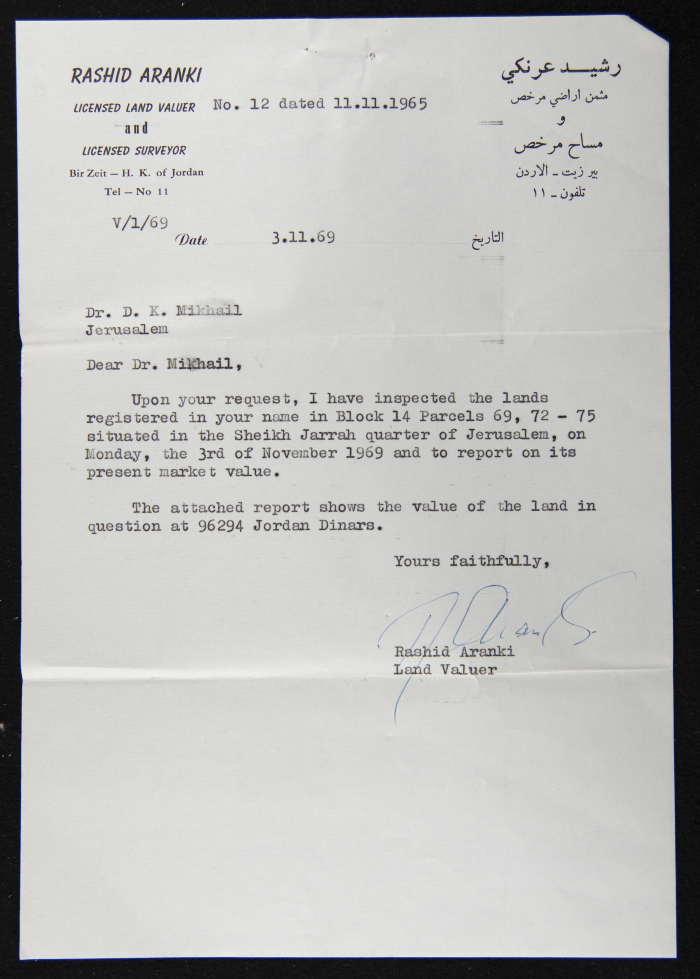 RASHID ARANKI
LICENSED LAND VALUER No. 12 dated 11.11.1965
and
LICENSED SURVEYOR
Bir Zeit – H. K. of Jordan
Tel – No 11
رشيــد عرنكي
مثمن اراضي مرخص
و
مساح مرخص
بير زيت ــ الاردن
تلفون ــ ١١
V/1/69
Date 3.11.69 التاريخ
Dr. D. K. Mikhail
Jerusalem
Dear Dr. Mikhail,
Upon your request, I have inspected the lands
registered in your name in Block 14 Parcels 69, 72 - 75
situated in the Sheikh Jarrah quarter of Jerusalem, on
Monday, the 3rd of November 1969 and to report on its
present market value.
The attached report shows the value of the land in
question at 96294 Jordan Dinars.
Yours faithfully,
Rashid Aranki
Land Valuer